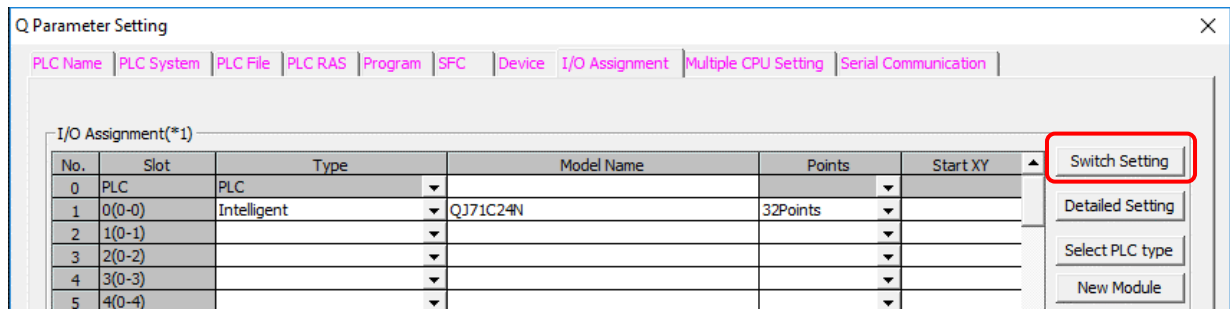 Q Parameter Setting
PLC Name PLC System PLC File PLC RAS Program SFC Device I/O Assignment Multiple CPU Setting Serial Communication
I/O Assignment(*1)
No. Slot Type Model Name Points Start XY
0 PLC PLC
1 0(0-0) Intelligent QJ71C24N 32Points
2 1(0-1)
3 2(0-2)
4 3(0-3)
5 4(0-4)
Switch Setting
Detailed Setting
Select PLC type
New Module